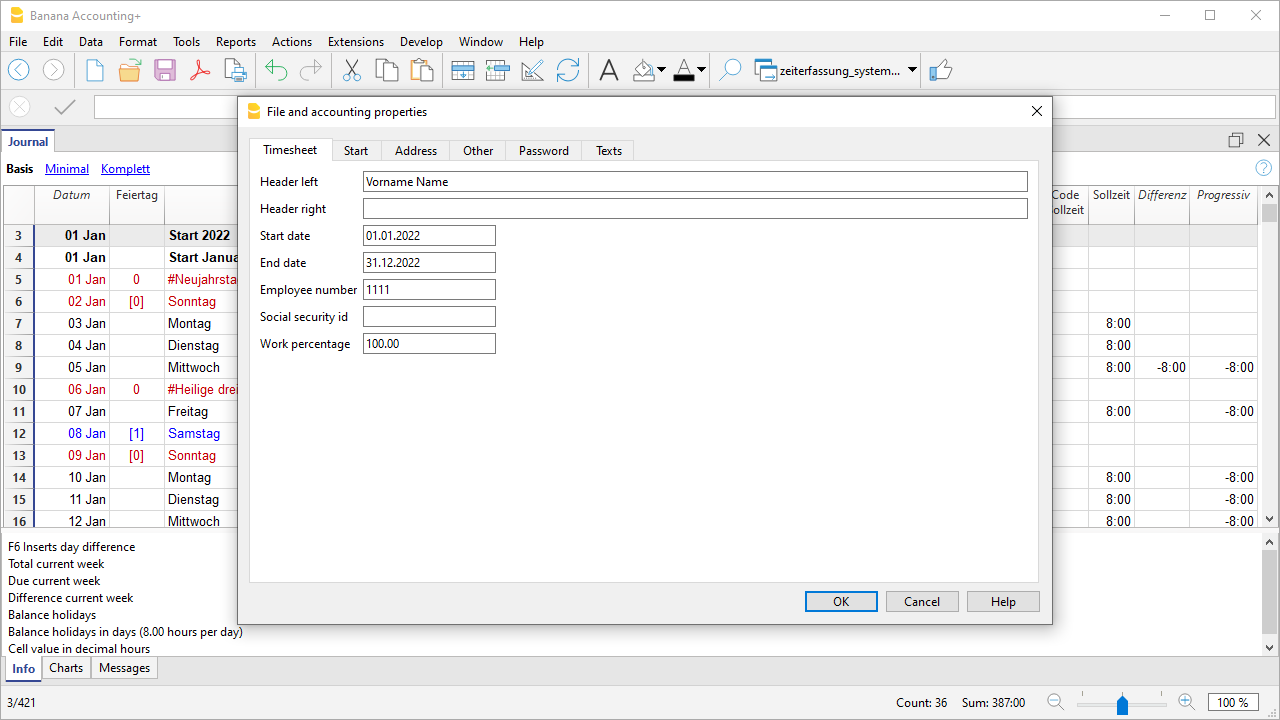 Banana Accounting+
File Edit Data Format Tools Reports Actions Extensions Develop Window Help
zeiterfassung_system...
File and accounting properties
Journal
Timesheet Start Address Other Password Texts
Basis Minimal Komplett
Header left Vorname Name
Header right
Start date 01.01.2022
End date 31.12.2022
Employee number 1111
Social security id
Work percentage 100.00
OK Cancel Help
Datum Feiertag Code Sollzeit Differenz Progressiv
3 01 Jan Start 2022
4 01 Jan
5 01 Jan 0
6 02 Jan [0] Sonntag
7 03 Jan Montag 8:00
8 04 Jan Dienstag 8:00
9 05 Jan Mittwoch 8:00 -8:00 -8:00
10 06 Jan 0 #Heilige drei
11 07 Jan Freitag 8:00 -8:00
12 08 Jan [1] Samstag
13 09 Jan [0] Sonntag
14 10 Jan Montag 8:00 -8:00
15 11 Jan Dienstag 8:00 -8:00
16 12 Jan Mittwoch 8:00 -8:00
F6 Inserts day difference
Total current week
Due current week
Difference current week
Balance holidays
Balance holidays in days (8.00 hours per day)
Cell value in decimal hours
Info Charts Messages
3/421 Count: 36 Sum: 387:00 100 %